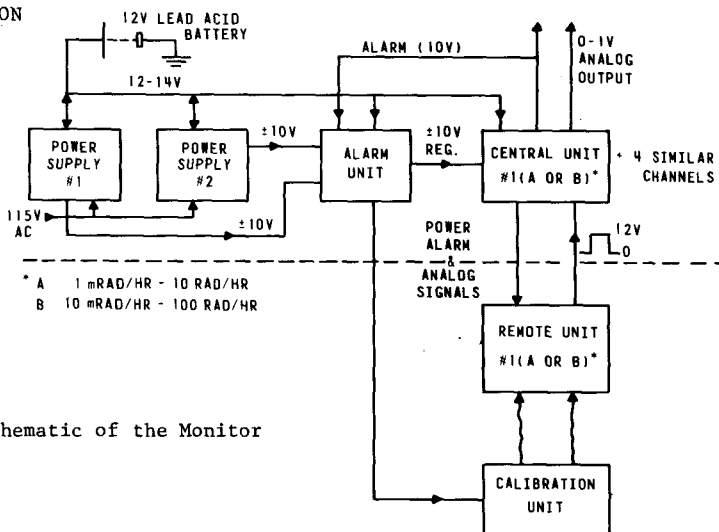 ON
12V LEAD ACID
BATTERY
ALARM (10V)
0-1V
ANALOG
OUTPUT
12-14V
POWER
SUPPLY
#1
POWER
SUPPLY
#2
±10V
ALARM
UNIT
±10V
REG.
CENTRAL UNIT
#1(A OR B)*
+ 4 SIMILAR
CHANNELS
115V
AC
±10V
POWER
ALARM
&
ANALOG
SIGNALS
12V
0
* A 1 mRAD/HR - 10 RAD/HR
B 10 mRAD/HR - 100 RAD/HR
REMOTE UNIT
#1(A OR B)*
hematic of the Monitor
CALIBRATION
UNIT